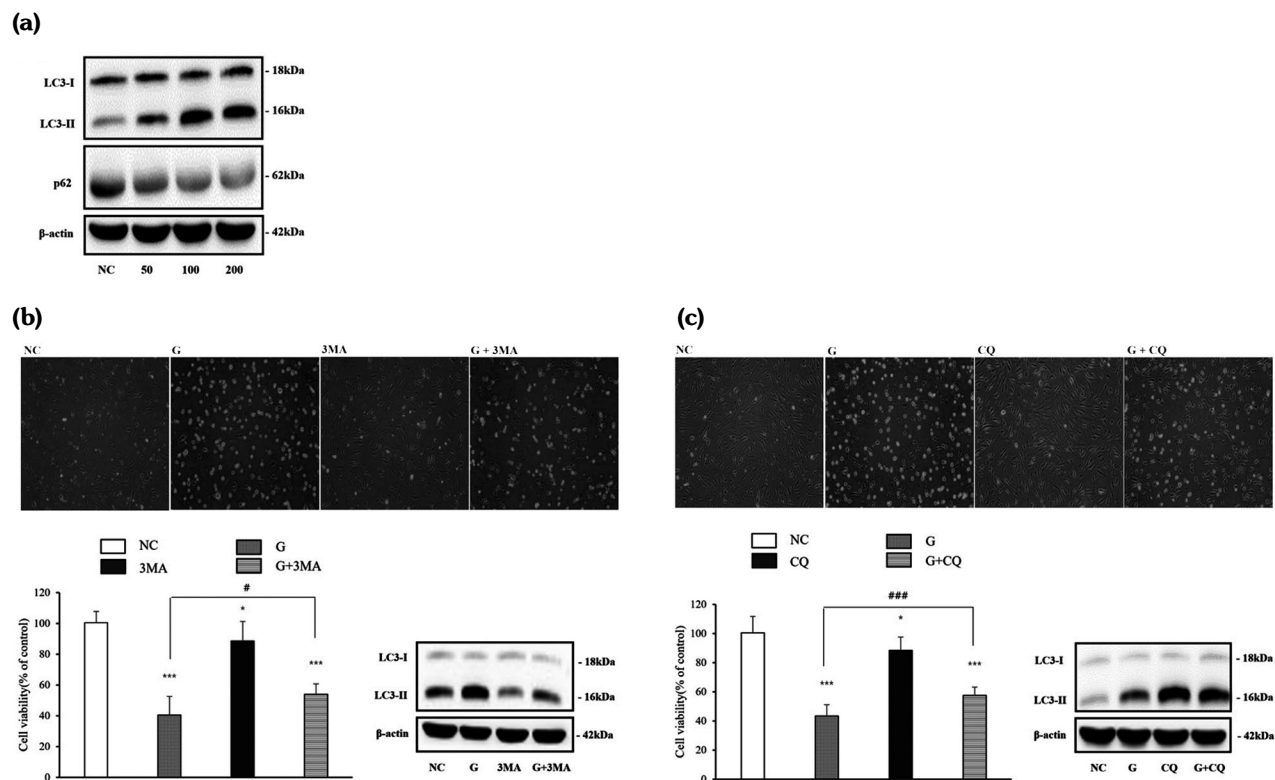 (a)
LC3-I
- 18kDa
LC3-II
- 16kDa
p62
- 62kDa
β-actin
- 42kDa
NC 50 100 200
(b)
NC G 3MA G + 3MA
NC G
3MA G+3MA
Cell viability(% of control)
120
100
80
60
40
20
0
#
***
*
***
LC3-I - 18kDa
LC3-II - 16kDa
β-actin - 42kDa
NC G 3MA G+3MA
(c)
NC G CQ G + CQ
NC G
CQ G+CQ
Cell viability(% of control)
120
100
80
60
40
20
0
###
***
*
***
LC3-I - 18kDa
LC3-II - 16kDa
β-actin - 42kDa
NC G CQ G+CQ